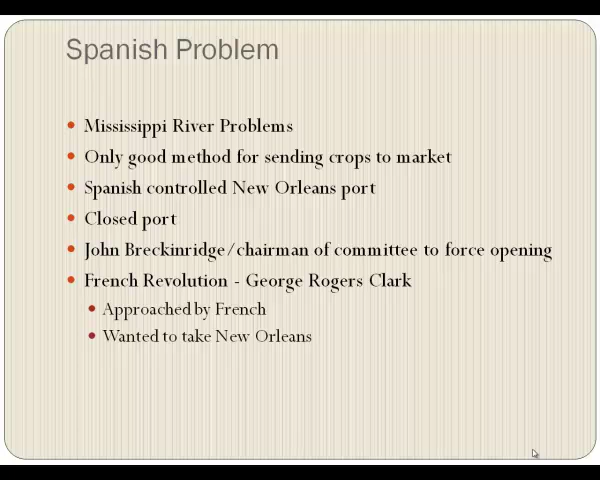 Spanish Problem
Mississippi River Problems
Only good method for sending crops to market
Spanish controlled New Orleans port
Closed port
John Breckinridge/chairman of committee to force opening
French Revolution - George Rogers Clark
Approached by French
Wanted to take New Orleans